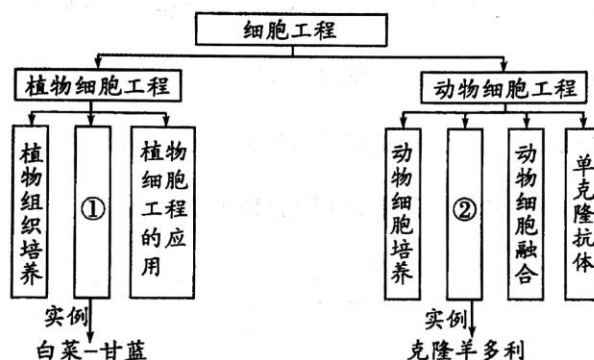 细胞工程
植物细胞工程
动物细胞工程
植物组织培养
①
植物细胞工程的应用
动物细胞培养
②
动物细胞融合
单克隆抗体
实例
实例
白菜-甘蓝
克隆羊多利